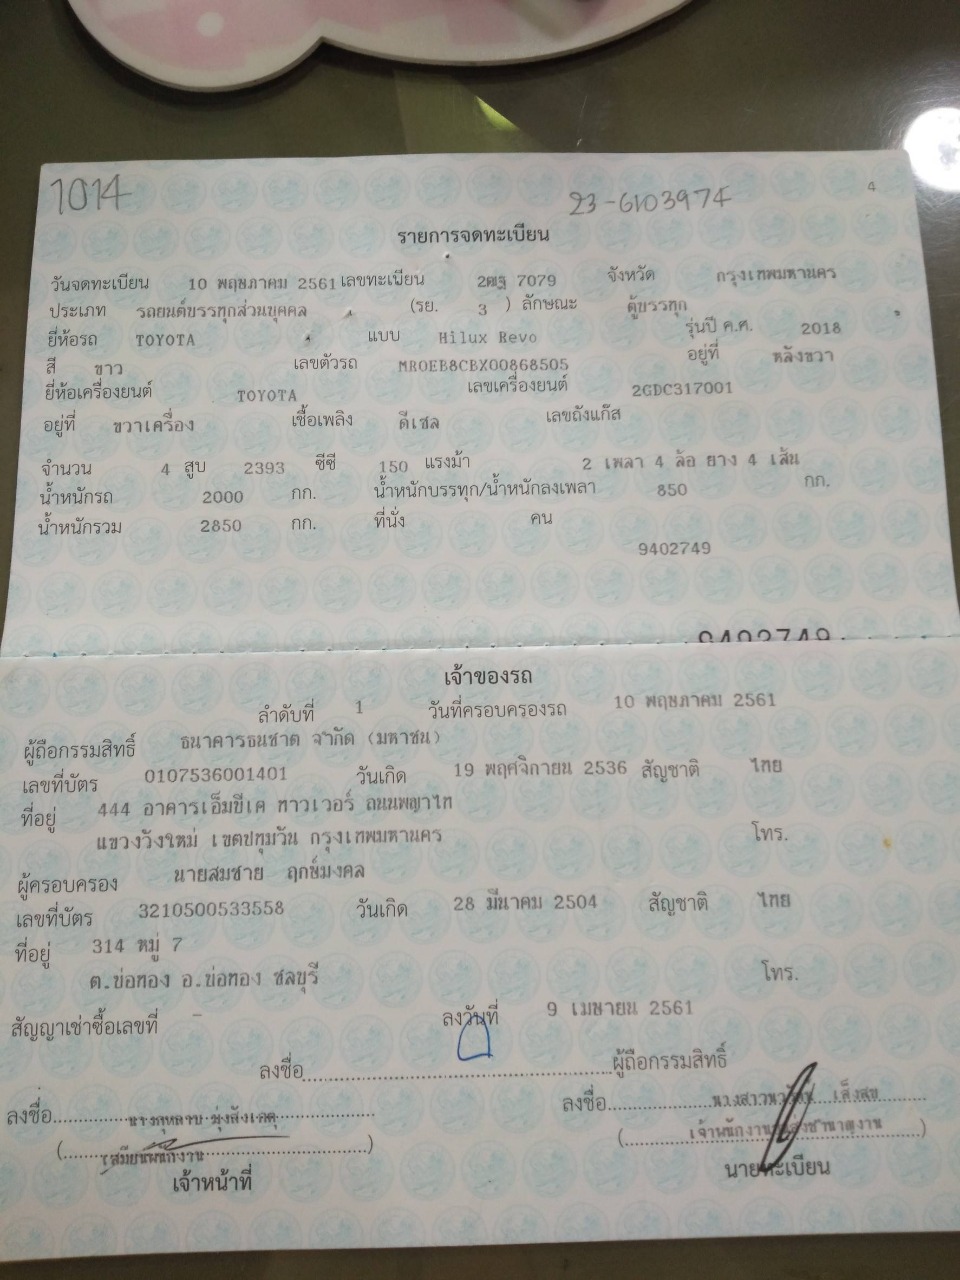 1014
23-6103974
4
รายการจดทะเบียน
วันจดทะเบียน 10 พฤษภาคม 2561 เลขทะเบียน 2ฒฐ 7079 จังหวัด กรุงเทพมหานคร
ประเภท รถยนต์บรรทุกส่วนบุคคล (รย. 3 ) ลักษณะ ตู้บรรทุก
ยี่ห้อรถ TOYOTA แบบ Hilux Revo รุ่นปี ค.ศ. 2018
สี ขาว เลขตัวรถ MROEB8CBX00868505 อยู่ที่ หลังขวา
ยี่ห้อเครื่องยนต์ TOYOTA เลขเครื่องยนต์ 2GDC317001
อยู่ที่ ขวาเครื่อง เชื้อเพลิง ดีเซล เลขถังแก๊ส
จำนวน 4 สูบ 2393 ซีซี 150 แรงม้า 2 เพลา 4 ล้อ ยาง 4 เส้น
น้ำหนักรถ 2000 กก. น้ำหนักบรรทุก/น้ำหนักลงเพลา 850 กก.
น้ำหนักรวม 2850 กก. ที่นั่ง คน
9402749
9402749
เจ้าของรถ
ลำดับที่ 1 วันที่ครอบครองรถ 10 พฤษภาคม 2561
ผู้ถือกรรมสิทธิ์ ธนาคารธนชาต จำกัด (มหาชน)
เลขที่บัตร 0107536001401 วันเกิด 19 พฤศจิกายน 2536 สัญชาติ ไทย
ที่อยู่ 444 อาคารเอ็มบีเค ทาวเวอร์ ถนนพญาไท
แขวงวังใหม่ เขตปทุมวัน กรุงเทพมหานคร โทร.
ผู้ครอบครอง นายสมชาย ฤกษ์มงคล
เลขที่บัตร 3210500533558 วันเกิด 28 มีนาคม 2504 สัญชาติ ไทย
ที่อยู่ 314 หมู่ 7
ต.บ่อทอง อ.บ่อทอง ชลบุรี โทร.
สัญญาเช่าซื้อเลขที่ - ลงวันที่ 9 เมษายน 2561
ลงชื่อ ผู้ถือกรรมสิทธิ์
ลงชื่อ ลงชื่อ
เจ้าหน้าที่ นายทะเบียน